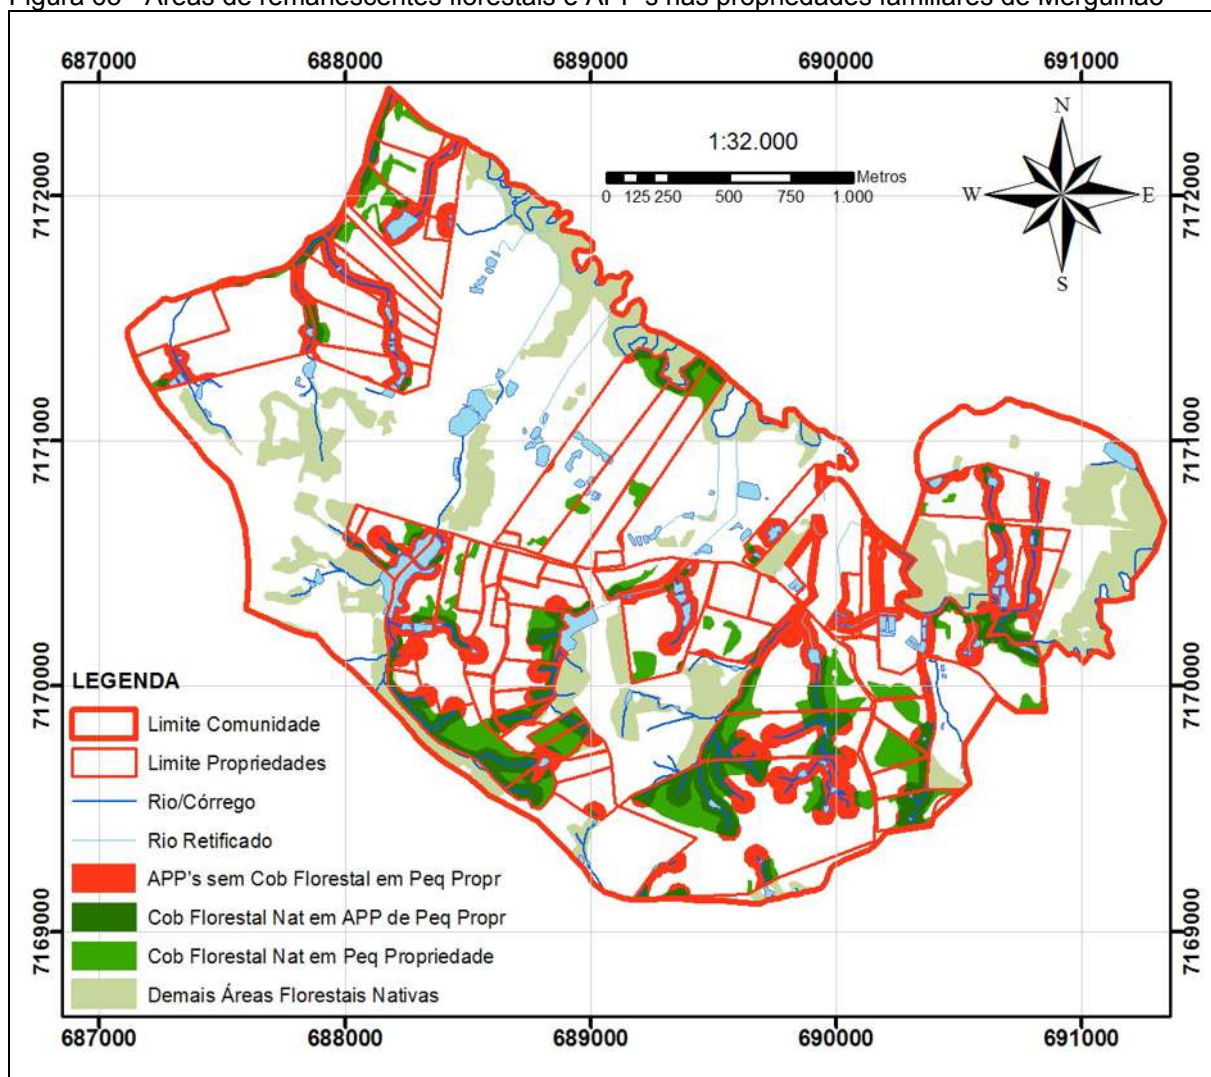 687000 688000 689000 690000 691000
N
1:32.000
Metros
0 125 250 500 750 1.000
W E
S
7172000 7172000
7171000 7171000
7170000 7170000
7169000 7169000
LEGENDA
Limite Comunidade
Limite Propriedades
Rio/Córrego
Rio Retificado
APP's sem Cob Florestal em Peq Propr
Cob Florestal Nat em APP de Peq Propr
Cob Florestal Nat em Peq Propriedade
Demais Áreas Florestais Nativas
687000 688000 689000 690000 691000